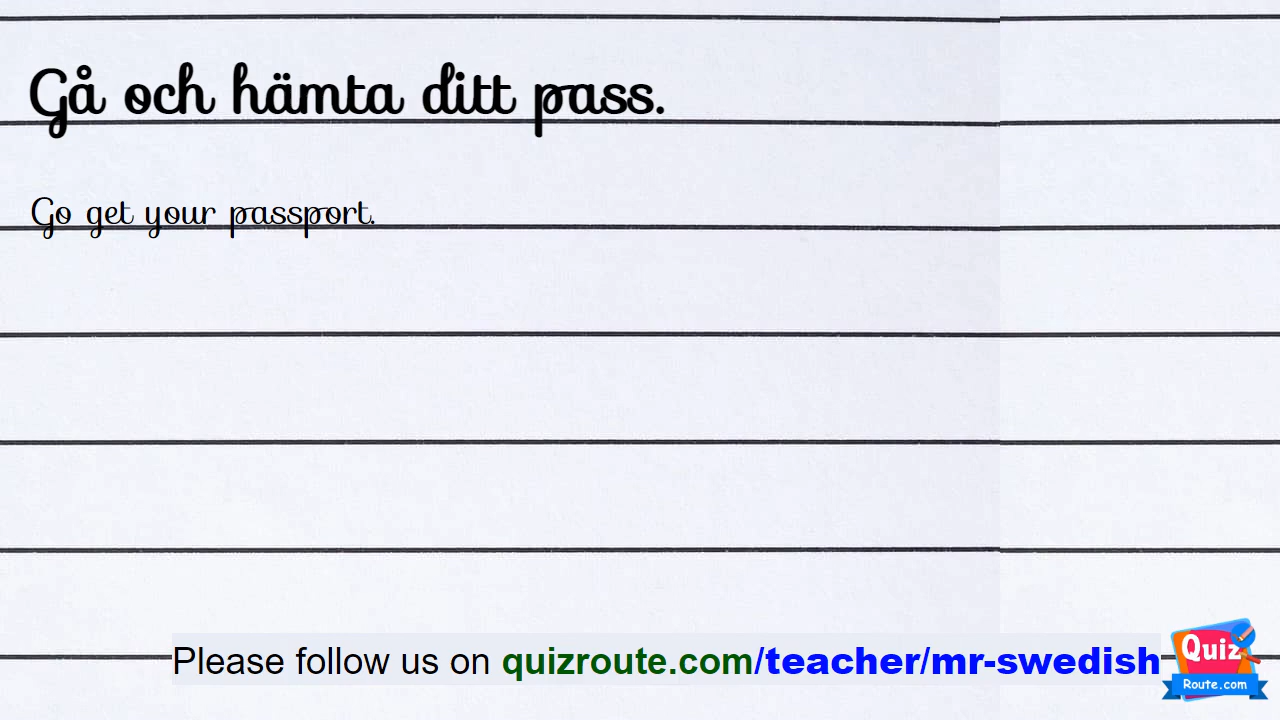 Gå och hämta ditt pass.
Go get your passport.
Please follow us on quizroute.com/teacher/mr-swedish
Quiz
Route.com